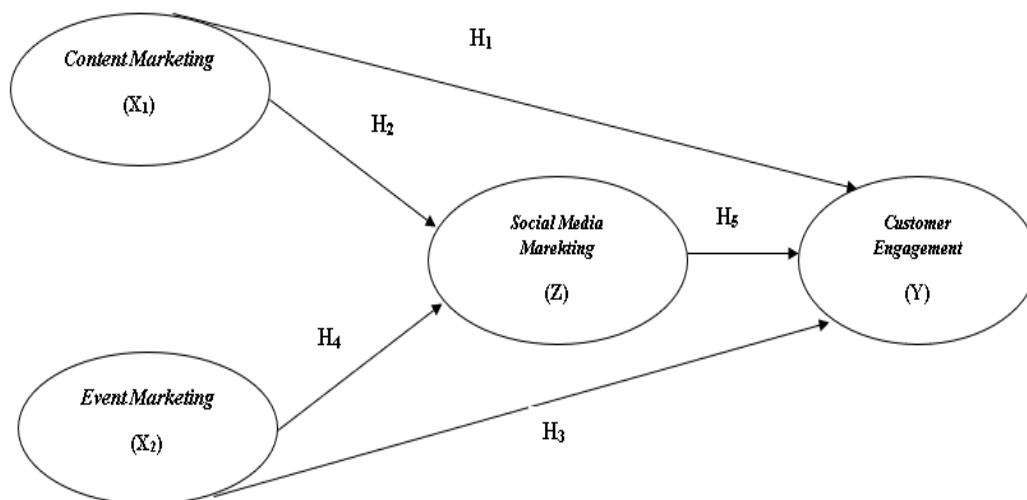 H₁
Content Marketing
(X₁)
H₂
Social Media
Marekting
(Z)
H₅
Customer
Engagement
(Y)
H₄
Event Marketing
(X₂)
H₃